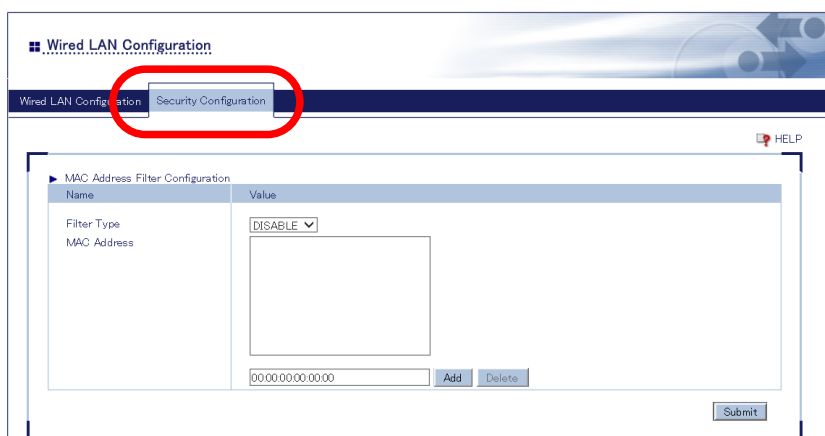 Wired LAN Configuration
Wired LAN Configuration Security Configuration
HELP
MAC Address Filter Configuration
Name Value
Filter Type DISABLE
MAC Address
00:00:00:00:00:00 Add Delete
Submit